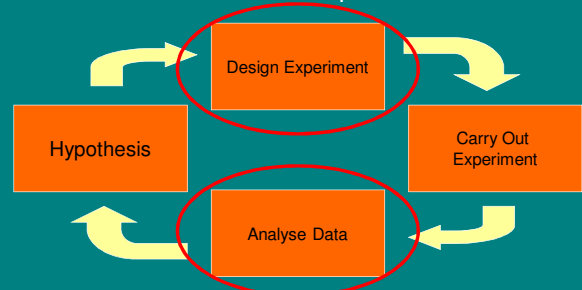 Design Experiment
Hypothesis
Carry Out
Experiment
Analyse Data